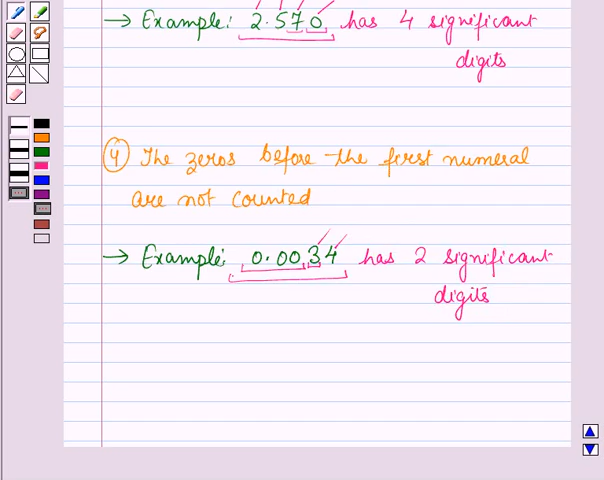 → Example: 2.570 has 4 significant
digits
4 The zeros before the first numeral
are not counted
→ Example: 0.0034 has 2 significant
digits